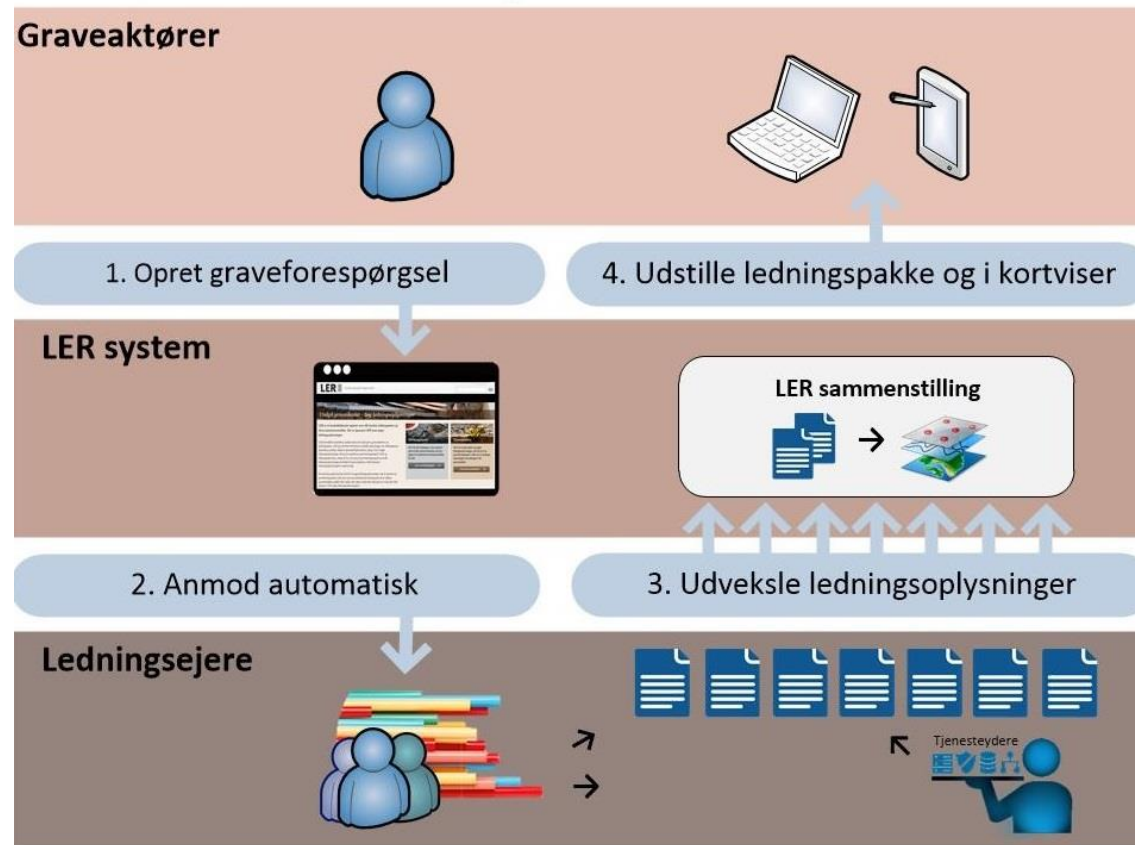 Graveaktører
1. Opret graveforespørgsel
4. Udstille ledningspakke og i kortviser
LER system
LER
LER sammenstilling
2. Anmod automatisk
3. Udveksle ledningsoplysninger
Ledningsejere
Tjenesteydere